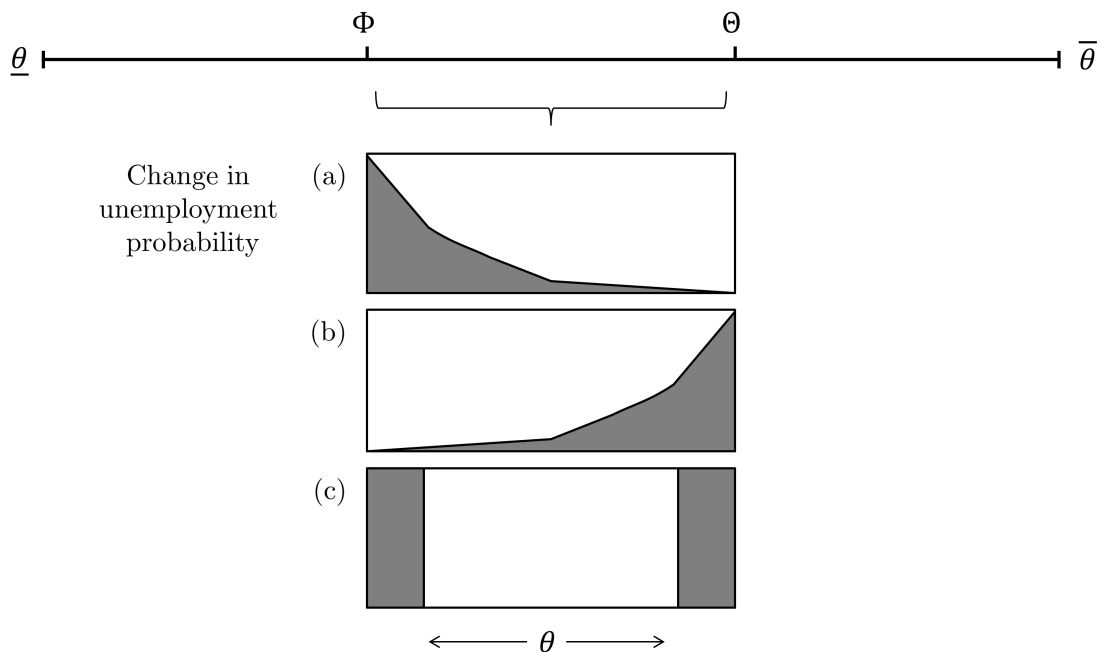 Φ Θ
θ θ
Change in
unemployment
probability
(a)
(b)
(c)
θ